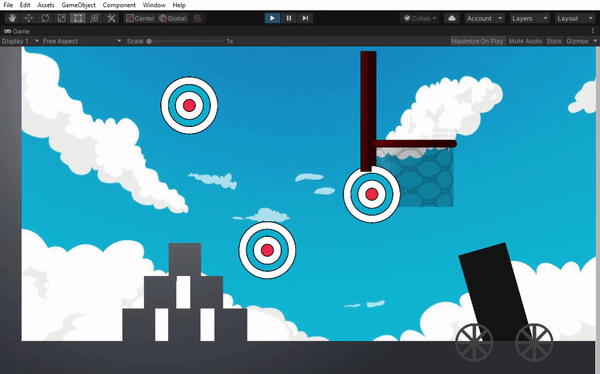 File Edit Assets GameObject Component Window Help
Center Global Collab Account Layers Layout
Game
Display 1 Free Aspect Scale 1x Maximize On Play Mute Audio Stats Gizmos